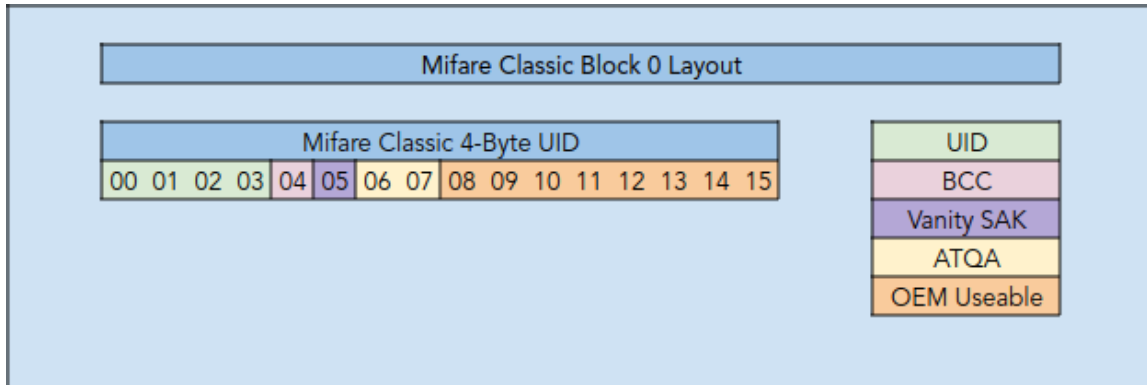 Mifare Classic Block 0 Layout
Mifare Classic 4-Byte UID
00 01 02 03 04 05 06 07 08 09 10 11 12 13 14 15
UID
BCC
Vanity SAK
ATQA
OEM Useable